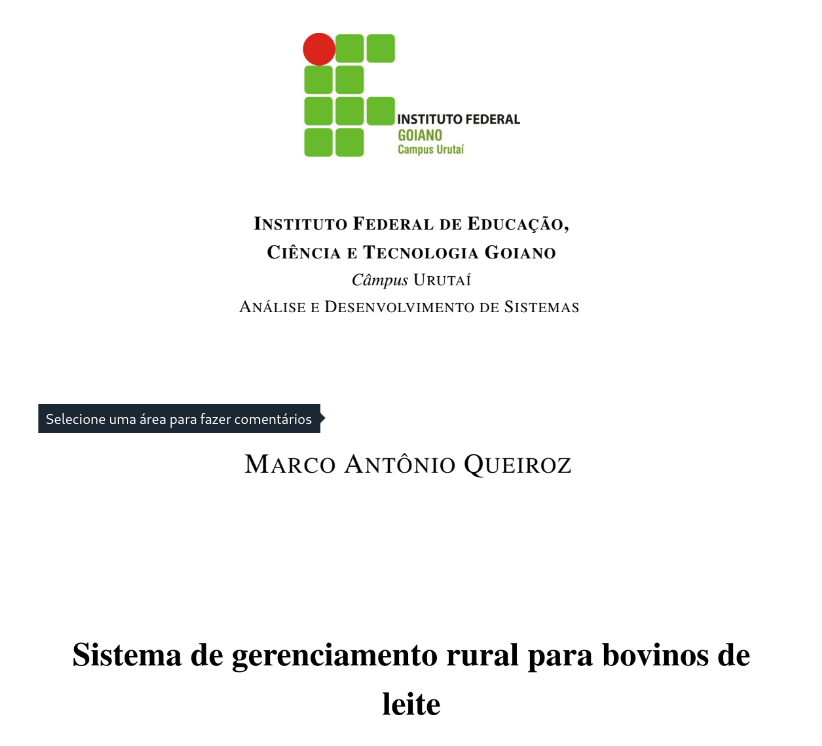 INSTITUTO FEDERAL
GOIANO
Campus Urutaí
INSTITUTO FEDERAL DE EDUCAÇÃO,
CIÊNCIA E TECNOLOGIA GOIANO
Câmpus URUTAÍ
ANÁLISE E DESENVOLVIMENTO DE SISTEMAS
Selecione uma área para fazer comentários
MARCO ANTÔNIO QUEIROZ
Sistema de gerenciamento rural para bovinos de
leite